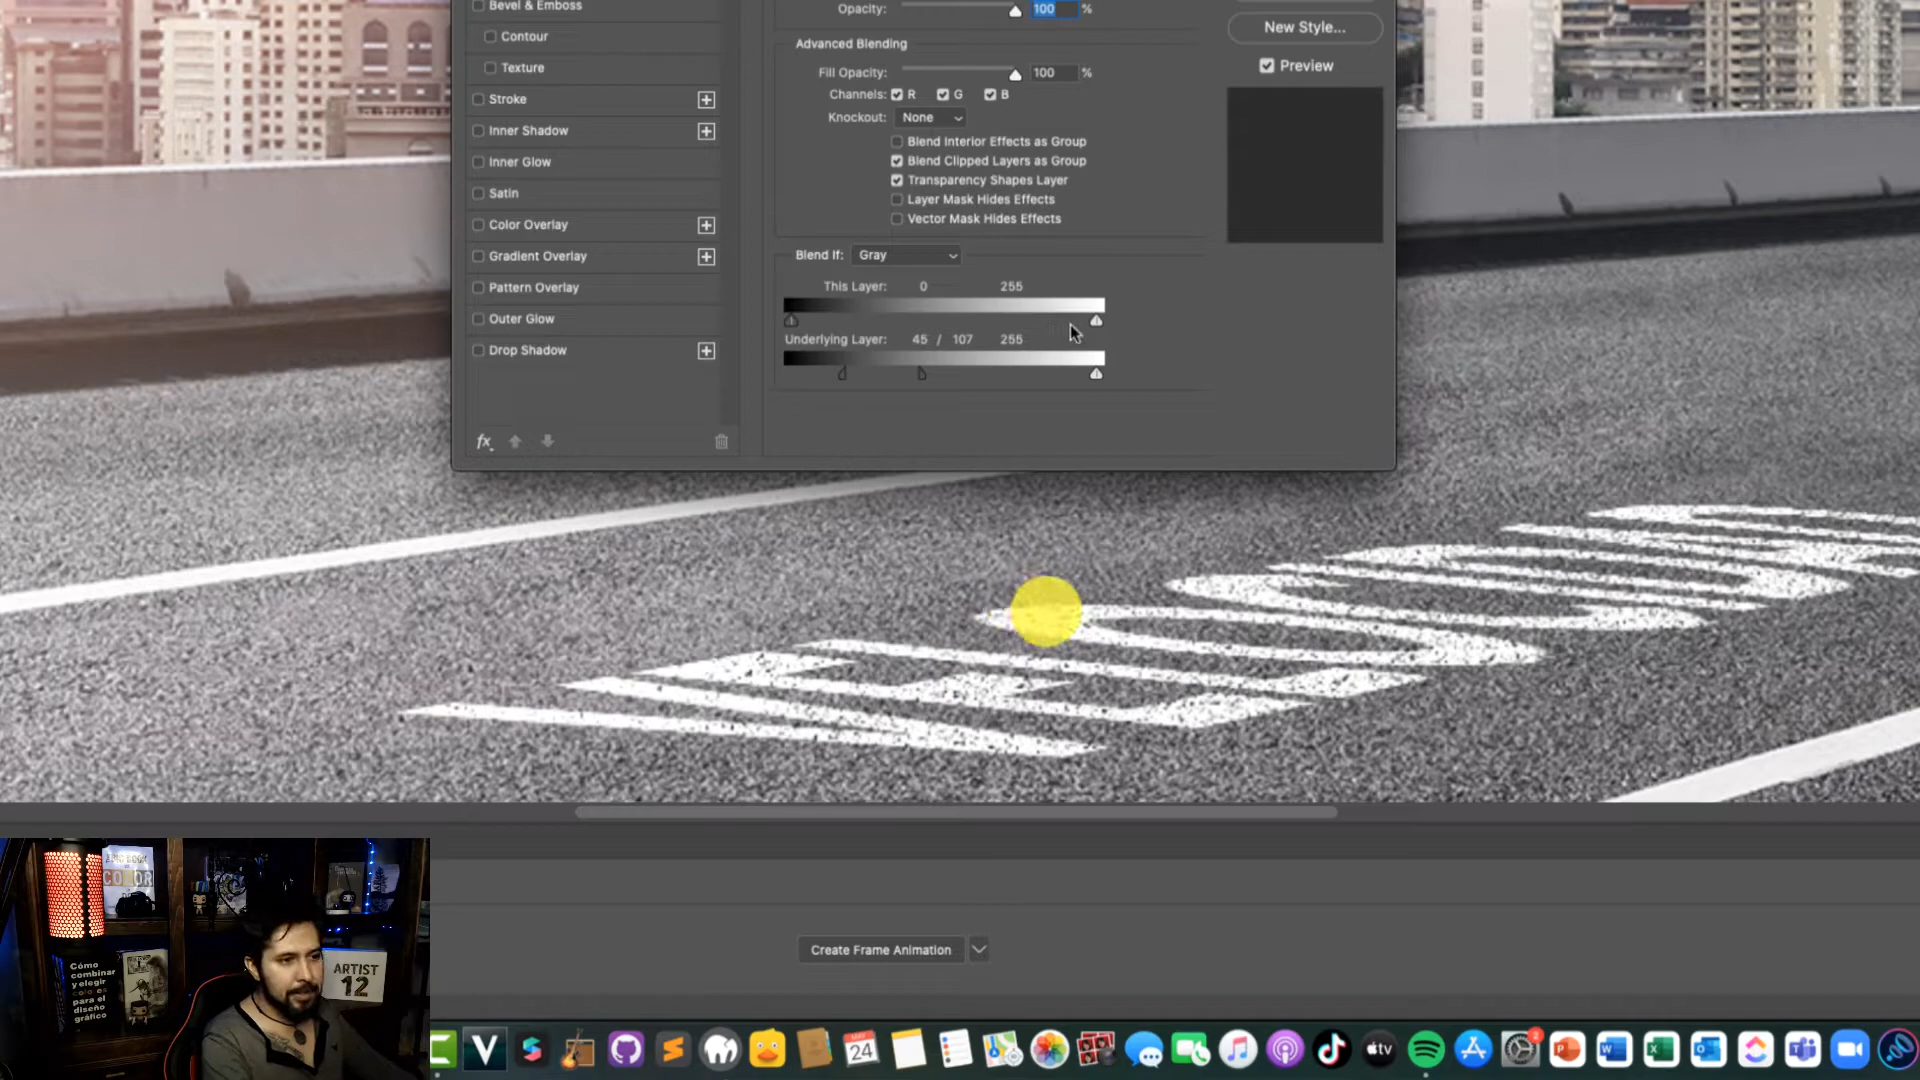 Bevel & Emboss
Opacity: 100 %
New Style...
Contour
Advanced Blending
Preview
Texture
Fill Opacity: 100 %
Channels: R G B
Stroke
Knockout: None
Inner Shadow
Blend Interior Effects as Group
Inner Glow
Blend Clipped Layers as Group
Transparency Shapes Layer
Satin
Layer Mask Hides Effects
Vector Mask Hides Effects
Color Overlay
Gradient Overlay
Blend If: Gray
Pattern Overlay
This Layer: 0 255
Outer Glow
Underlying Layer: 45 / 107 255
Drop Shadow
fx
Create Frame Animation
COLOR
Cómo
combinar
y elegir
para el
diseño
gráfico
ARTIST
12
24
tv
2